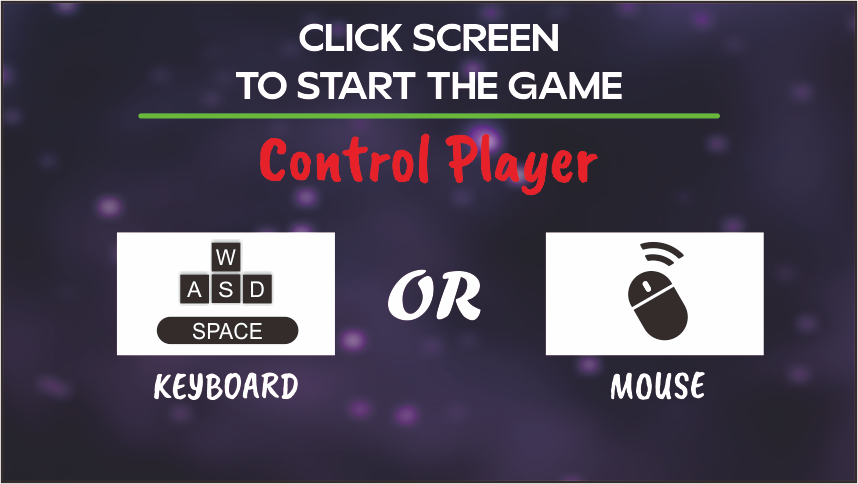 CLICK SCREEN
TO START THE GAME
Control Player
W
A S D
SPACE
OR
KEYBOARD
MOUSE